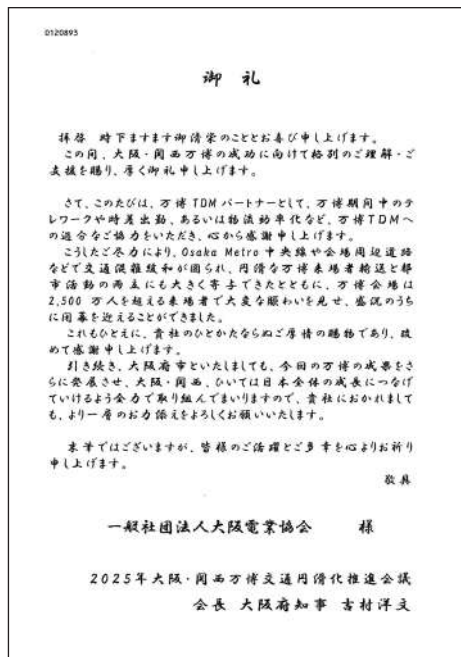 0120893
御 礼
拝啓 時下ますます御清栄のこととお喜び申し上げます。
この間、大阪・関西万博の成功に向けて格別のご理解・ご
支援を賜り、厚く御礼申し上げます。
さて、このたびは、万博TDMパートナーとして、万博期間中のテ
レワークや時差出勤、あるいは物流効率化など、万博TDMへ
の過分なご協力をいただき、心から感謝申し上げます。
こうしたご尽力により、Osaka Metro 中央線や会場周辺道路
などで交通混雑緩和が図られ、円滑な万博来場者輸送と都
市活動の両立にも大きく寄与できたとともに、万博会場は
2,500 万人を超える来場者で大変な賑わいを見せ、盛況のうち
に閉幕を迎えることができました。
これもひとえに、貴社のひとかたならぬご厚情の賜物であり、改
めて感謝申し上げます。
引き続き、大阪府市といたしましても、今回の万博の成果をさ
らに発展させ、大阪・関西、ひいては日本全体の成長につなげ
ていけるよう全力で取り組んでまいりますので、貴社におかれまして
も、より一層のお力添えをよろしくお願いいたします。
末筆ではございますが、皆様のご活躍とご多幸を心よりお祈り
申し上げます。
敬具
一般社団法人大阪電業協会 様
2025年大阪・関西万博交通円滑化推進会議
会長 大阪府知事 吉村洋文